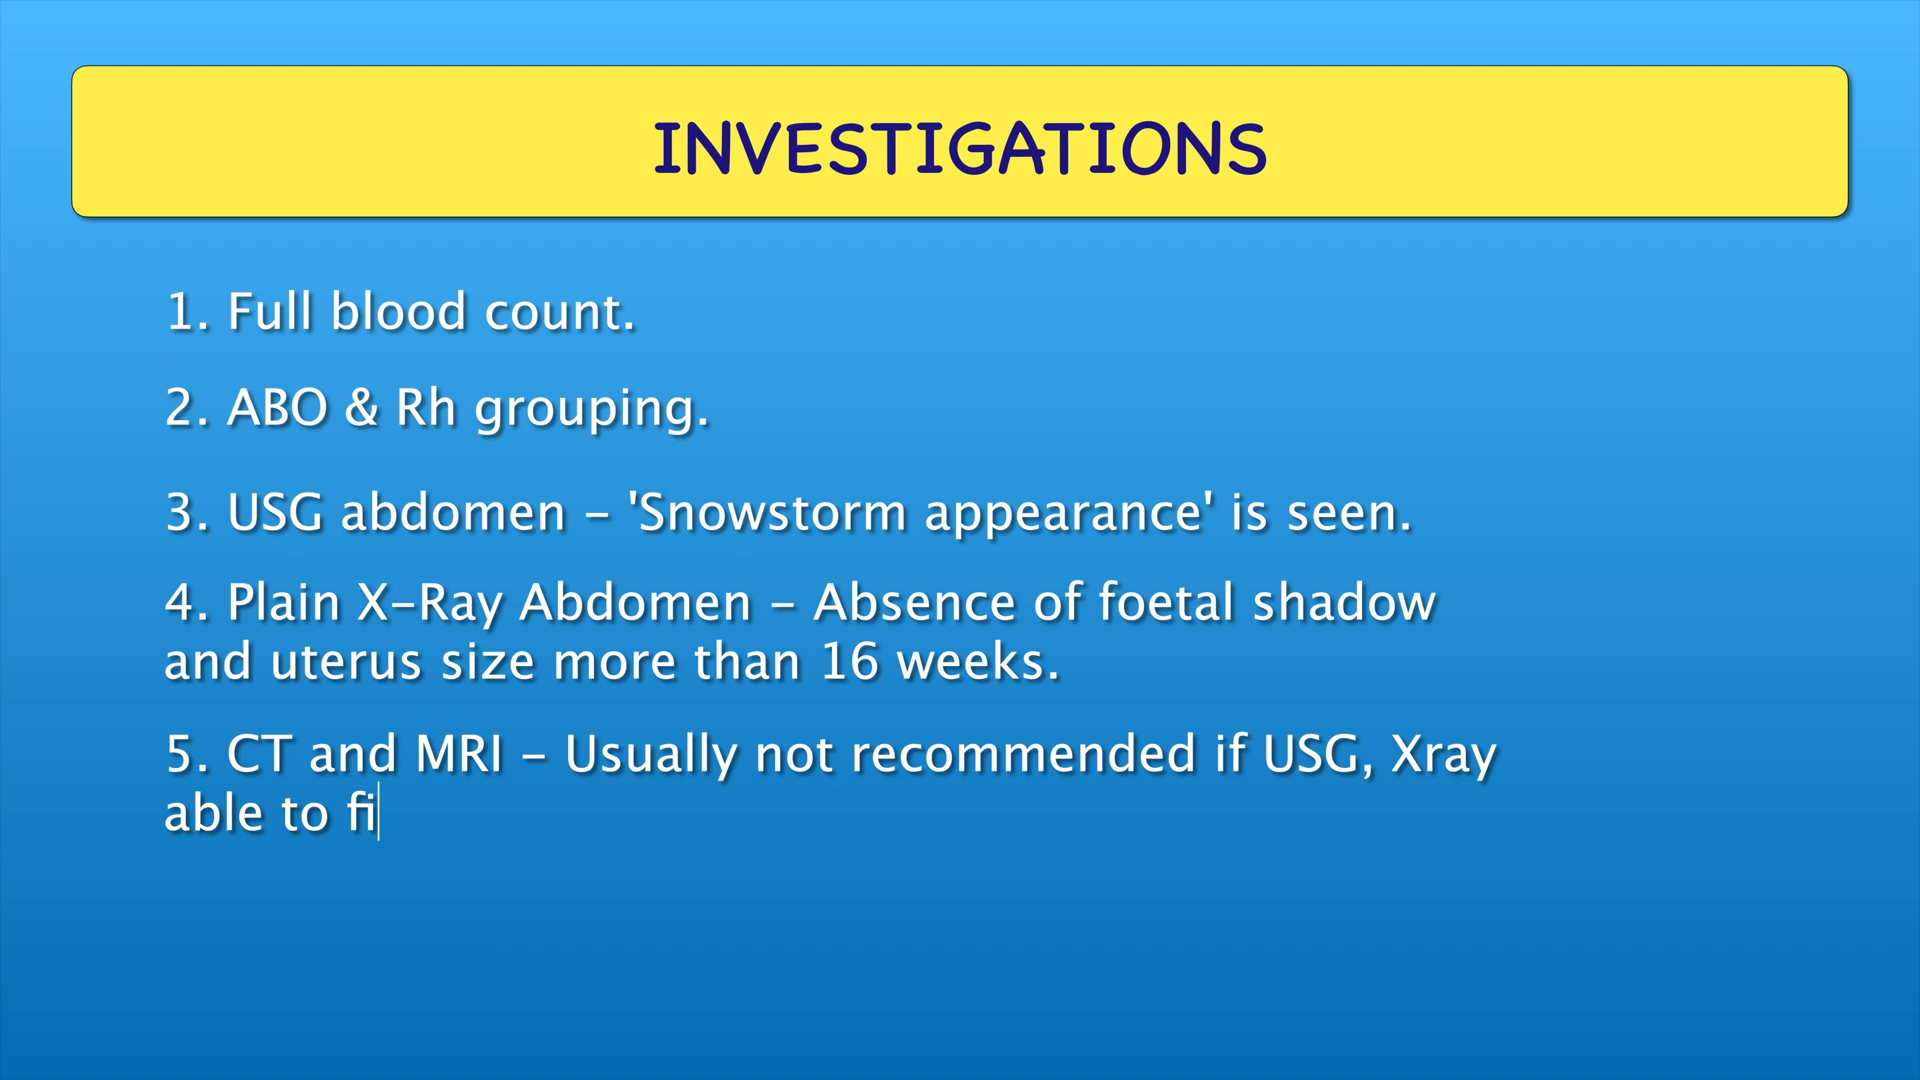 INVESTIGATIONS
1. Full blood count.
2. ABO & Rh grouping.
3. USG abdomen - 'Snowstorm appearance' is seen.
4. Plain X-Ray Abdomen - Absence of foetal shadow
and uterus size more than 16 weeks.
5. CT and MRI - Usually not recommended if USG, Xray
able to fi